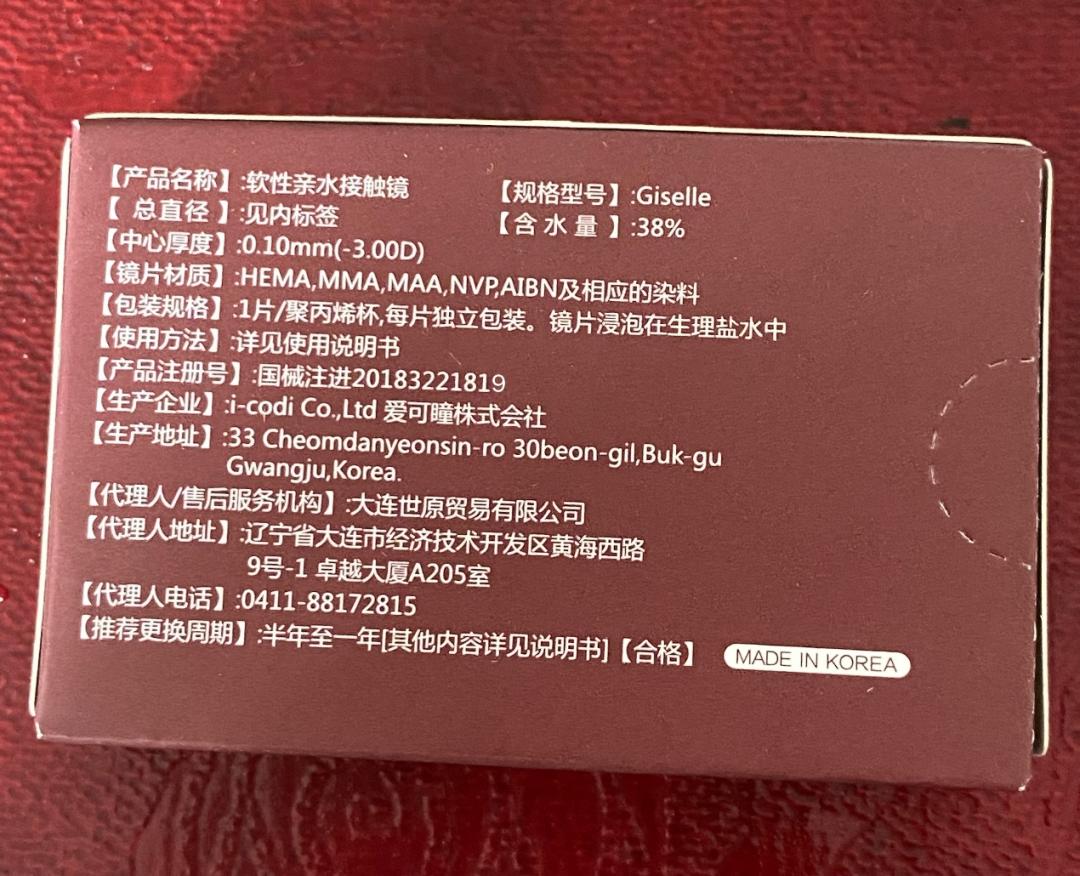 【产品名称】:软性亲水接触镜 【规格型号】:Giselle
【 总直径 】:见内标签 【含 水 量 】:38%
【中心厚度】:0.10mm(-3.00D)
【镜片材质】:HEMA,MMA,MAA,NVP,AIBN及相应的染料
【包装规格】:1片/聚丙烯杯,每片独立包装。镜片浸泡在生理盐水中
【使用方法】:详见使用说明书
【产品注册号】:国械注进20183221819
【生产企业】:i-codi Co.,Ltd 爱可瞳株式会社
【生产地址】:33 Cheomdanyeonsin-ro 30beon-gil,Buk-gu
Gwangju,Korea.
【代理人/售后服务机构】:大连世原贸易有限公司
【代理人地址】:辽宁省大连市经济技术开发区黄海西路
9号-1 卓越大厦A205室
【代理人电话】:0411-88172815
【推荐更换周期】:半年至一年[其他内容详见说明书]【合格】 MADE IN KOREA